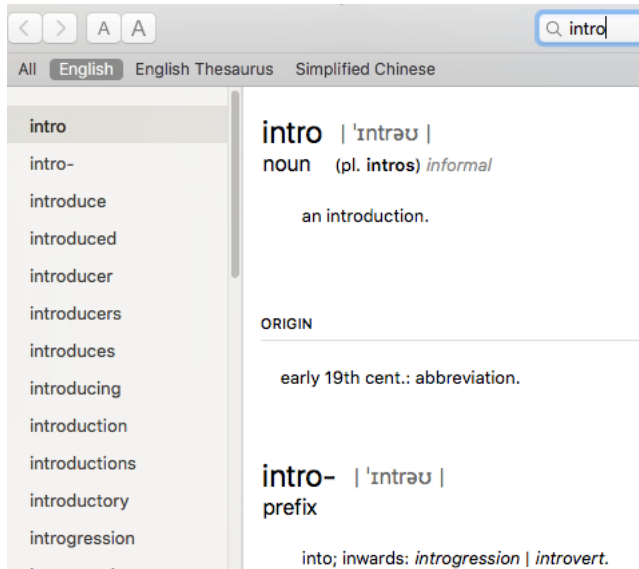 A A
intro
All English English Thesaurus Simplified Chinese
intro
intro-
introduce
introduced
introducer
introducers
introduces
introducing
introduction
introductions
introductory
introgression
intro | ˈɪntrəʊ |
noun (pl. intros) informal
an introduction.
ORIGIN
early 19th cent.: abbreviation.
intro- | ˈɪntrəʊ |
prefix
into; inwards: introgression | introvert.